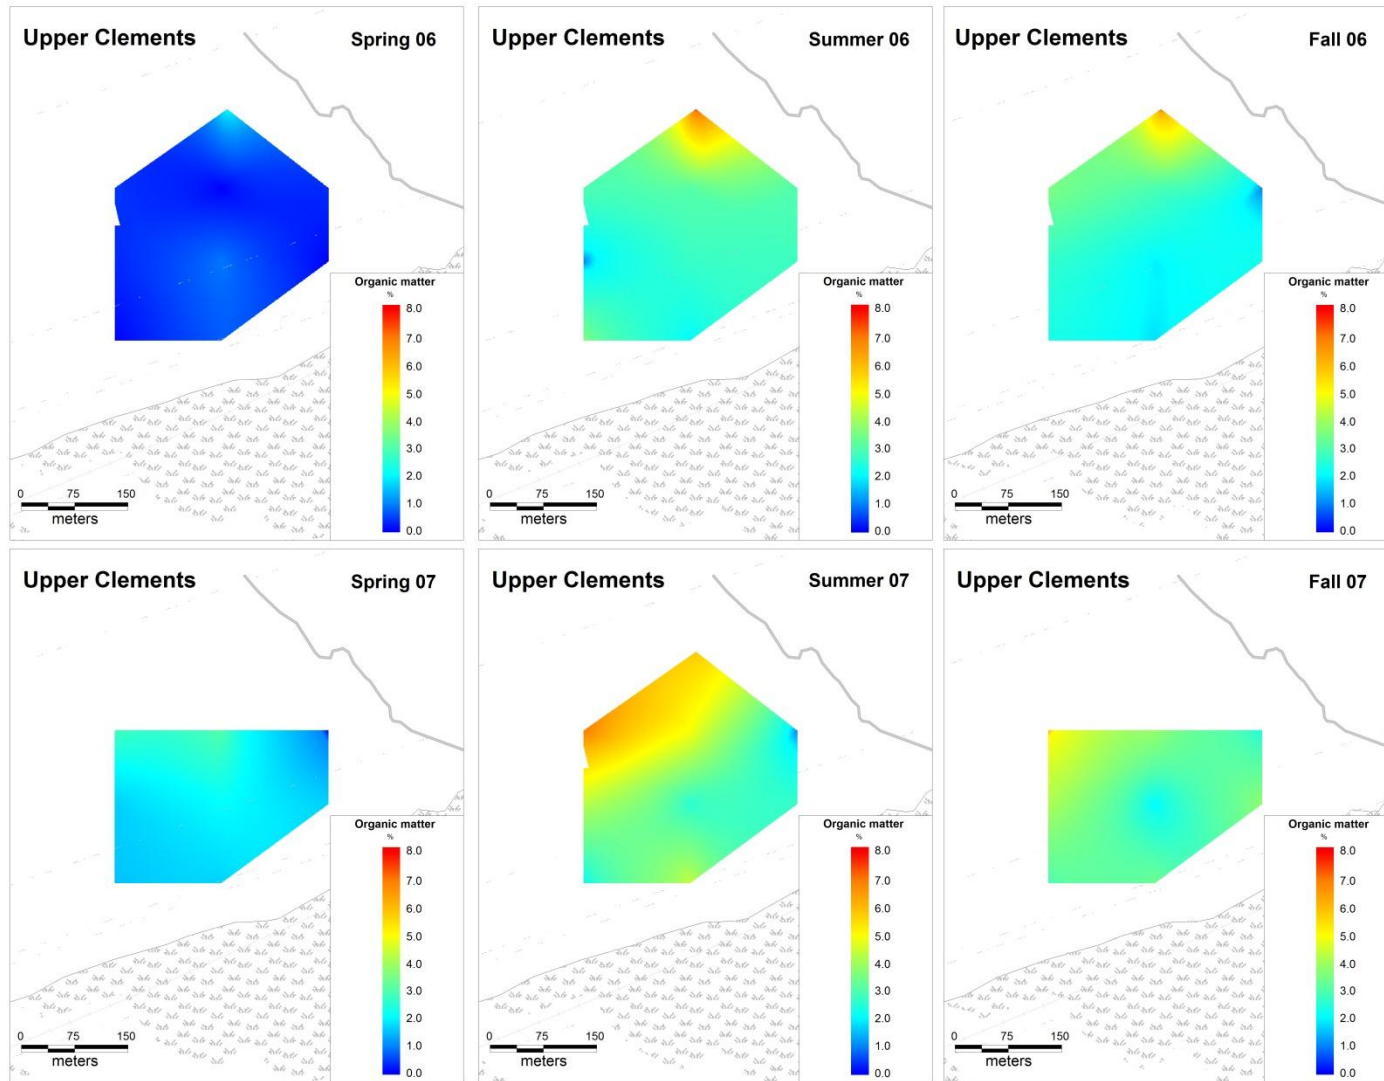 Upper Clements Spring 06
Organic matter
%
8.0
7.0
6.0
5.0
4.0
3.0
2.0
1.0
0.0
0 75 150
meters
Upper Clements Summer 06
Organic matter
%
8.0
7.0
6.0
5.0
4.0
3.0
2.0
1.0
0.0
0 75 150
meters
Upper Clements Fall 06
Organic matter
%
8.0
7.0
6.0
5.0
4.0
3.0
2.0
1.0
0.0
0 75 150
meters
Upper Clements Spring 07
Organic matter
%
8.0
7.0
6.0
5.0
4.0
3.0
2.0
1.0
0.0
0 75 150
meters
Upper Clements Summer 07
Organic matter
%
8.0
7.0
6.0
5.0
4.0
3.0
2.0
1.0
0.0
0 75 150
meters
Upper Clements Fall 07
Organic matter
%
8.0
7.0
6.0
5.0
4.0
3.0
2.0
1.0
0.0
0 75 150
meters